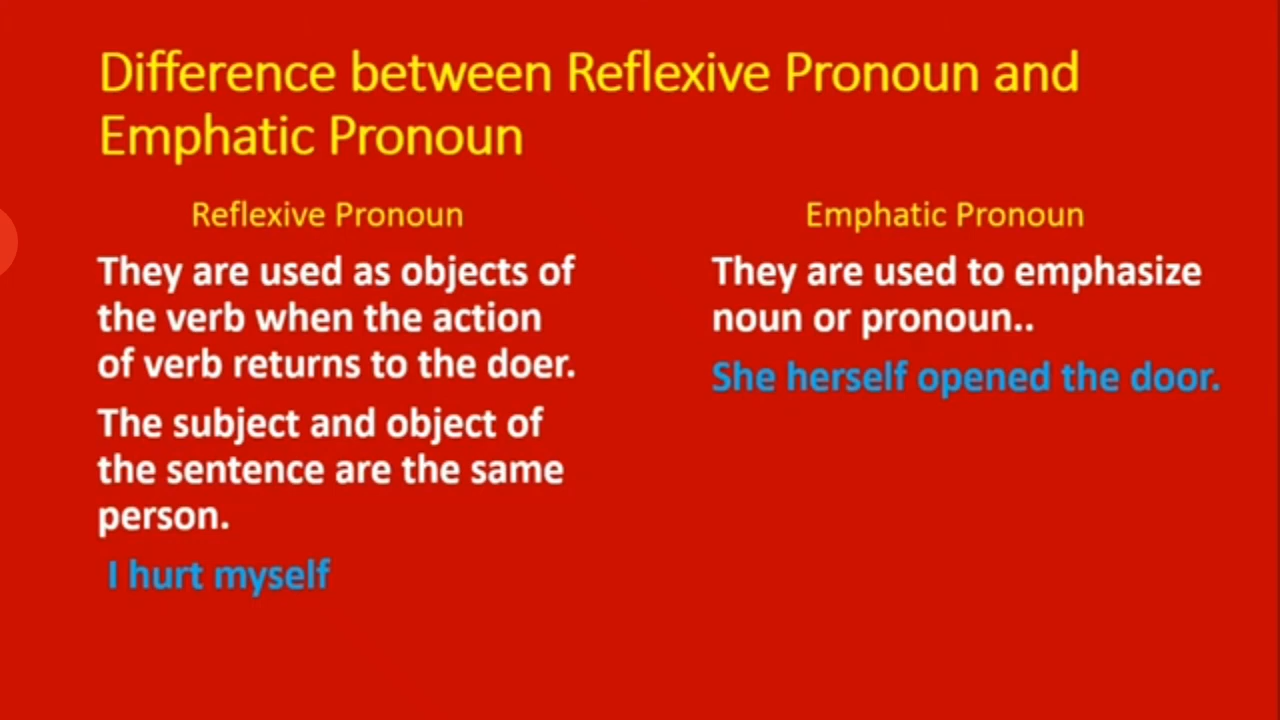 Difference between Reflexive Pronoun and
Emphatic Pronoun
Reflexive Pronoun
They are used as objects of
the verb when the action
of verb returns to the doer.
The subject and object of
the sentence are the same
person.
I hurt myself
Emphatic Pronoun
They are used to emphasize
noun or pronoun..
She herself opened the door.